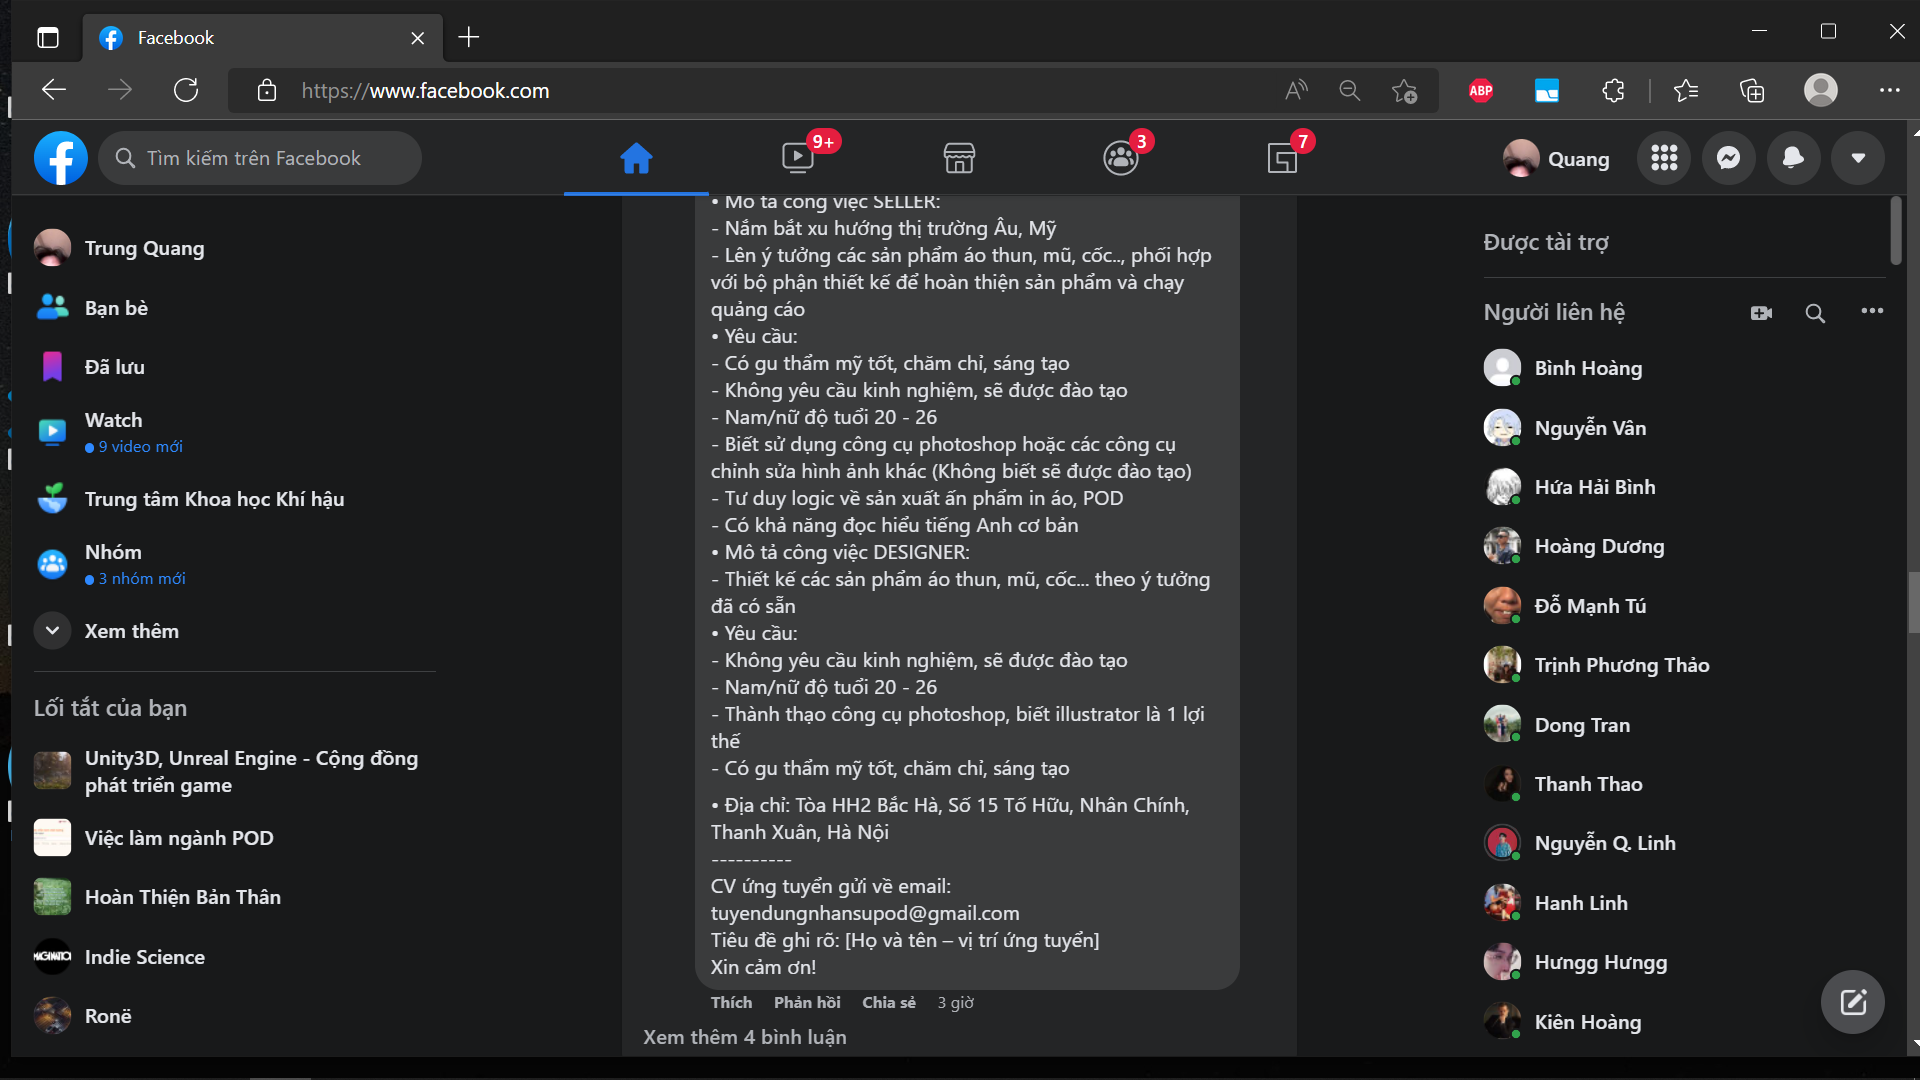 Facebook
https://www.facebook.com
ABP
Tìm kiếm trên Facebook
9+
3
7
Quang
Trung Quang
Bạn bè
Đã lưu
Watch
9 video mới
Trung tâm Khoa học Khí hậu
Nhóm
3 nhóm mới
Xem thêm
Lối tắt của bạn
Unity3D, Unreal Engine - Cộng đồng
phát triển game
Việc làm ngành POD
Hoàn Thiện Bản Thân
Indie Science
Ronë
• Mô tả công việc SELLER:
- Nắm bắt xu hướng thị trường Âu, Mỹ
- Lên ý tưởng các sản phẩm áo thun, mũ, cốc.., phối hợp
với bộ phận thiết kế để hoàn thiện sản phẩm và chạy
quảng cáo
• Yêu cầu:
- Có gu thẩm mỹ tốt, chăm chỉ, sáng tạo
- Không yêu cầu kinh nghiệm, sẽ được đào tạo
- Nam/nữ độ tuổi 20 - 26
- Biết sử dụng công cụ photoshop hoặc các công cụ
chỉnh sửa hình ảnh khác (Không biết sẽ được đào tạo)
- Tư duy logic về sản xuất ấn phẩm in áo, POD
- Có khả năng đọc hiểu tiếng Anh cơ bản
• Mô tả công việc DESIGNER:
- Thiết kế các sản phẩm áo thun, mũ, cốc... theo ý tưởng
đã có sẵn
• Yêu cầu:
- Không yêu cầu kinh nghiệm, sẽ được đào tạo
- Nam/nữ độ tuổi 20 - 26
- Thành thạo công cụ photoshop, biết illustrator là 1 lợi
thế
- Có gu thẩm mỹ tốt, chăm chỉ, sáng tạo
• Địa chỉ: Tòa HH2 Bắc Hà, Số 15 Tố Hữu, Nhân Chính,
Thanh Xuân, Hà Nội
----------
CV ứng tuyển gửi về email:
tuyendungnhansupod@gmail.com
Tiêu đề ghi rõ: [Họ và tên – vị trí ứng tuyển]
Xin cảm ơn!
Thích Phản hồi Chia sẻ 3 giờ
Xem thêm 4 bình luận
Được tài trợ
Người liên hệ
Bình Hoàng
Nguyễn Vân
Hứa Hải Bình
Hoàng Dương
Đỗ Mạnh Tú
Trịnh Phương Thảo
Dong Tran
Thanh Thao
Nguyễn Q. Linh
Hanh Linh
Hưngg Hưngg
Kiên Hoàng